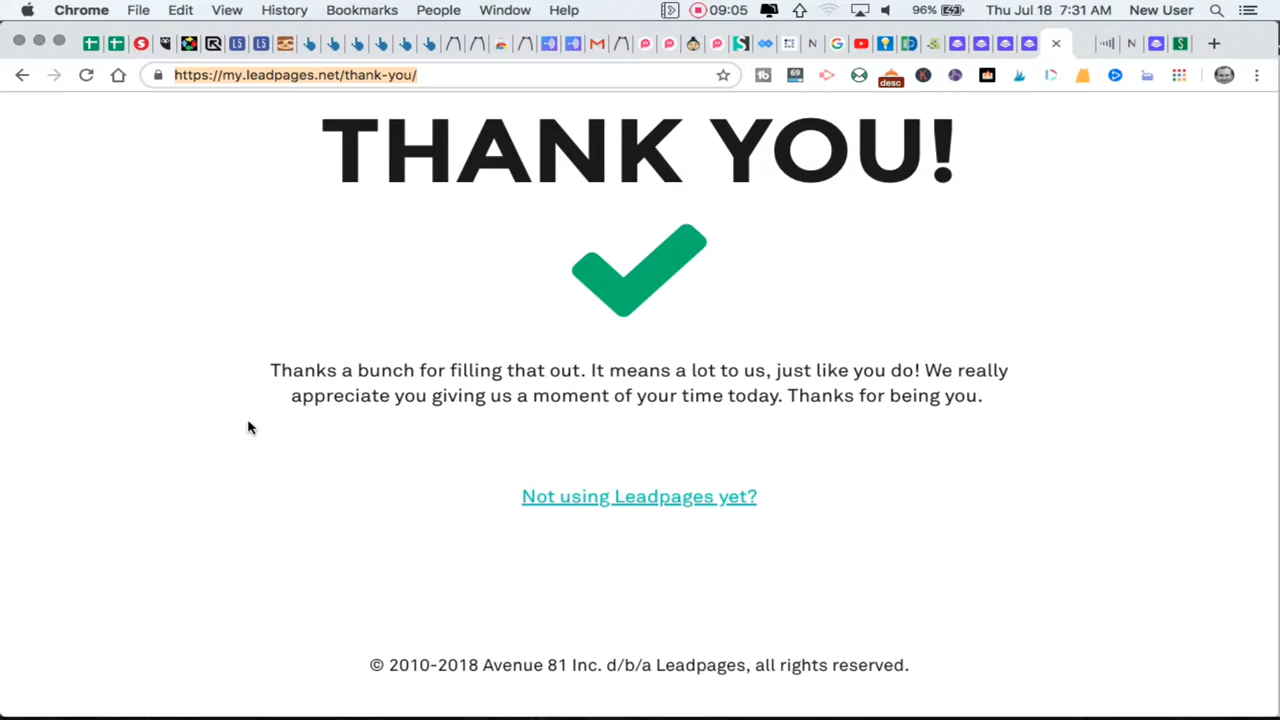 Chrome File Edit View History Bookmarks People Window Help 09:05 96% Thu Jul 18 7:31 AM New User
https://my.leadpages.net/thank-you/
69
desc
THANK YOU!
Thanks a bunch for filling that out. It means a lot to us, just like you do! We really
appreciate you giving us a moment of your time today. Thanks for being you.
Not using Leadpages yet?
© 2010-2018 Avenue 81 Inc. d/b/a Leadpages, all rights reserved.